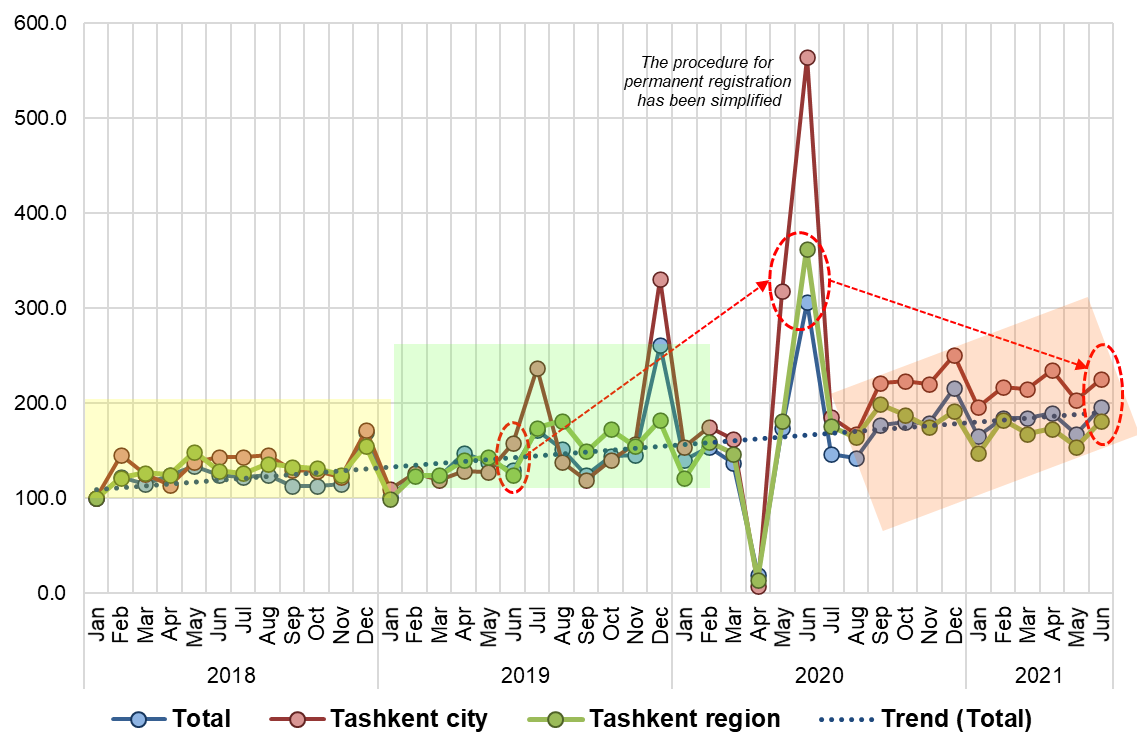 600.0
500.0
400.0
300.0
200.0
100.0
0.0
The procedure for
permanent registration
has been simplified
Jan Feb Mar Apr May Jun Jul Aug Sep Oct Nov Dec Jan Feb Mar Apr May Jun Jul Aug Sep Oct Nov Dec Jan Feb Mar Apr May Jun Jul Aug Sep Oct Nov Dec Jan Feb Mar Apr May Jun
2018 2019 2020 2021
Total Tashkent city Tashkent region Trend (Total)